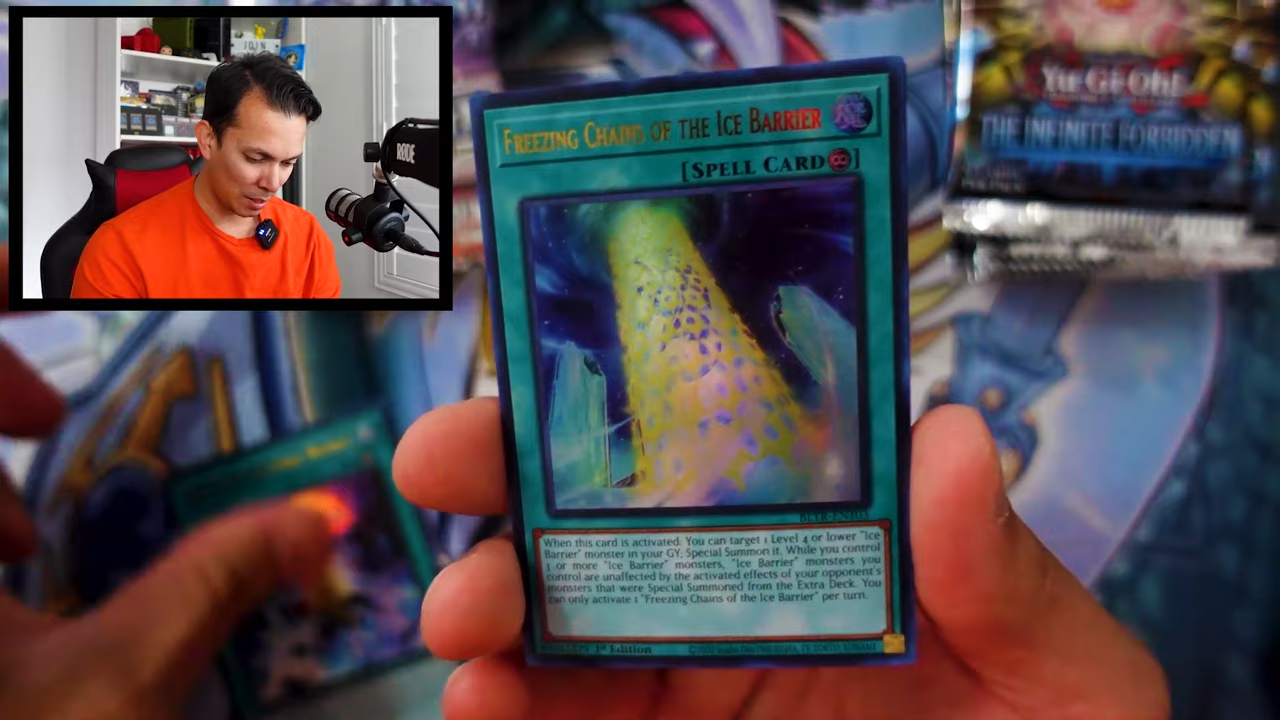 JOIN
RØDE
Yu-Gi-Oh!
THE INFINITE FORBIDDEN
FREEZING CHAINS OF THE ICE BARRIER
[SPELL CARD]
When this card is activated: You can target 1 Level 4 or lower "Ice
Barrier" monster in your GY; Special Summon it. While you control
3 or more "Ice Barrier" monsters, "Ice Barrier" monsters you
control are unaffected by the activated effects of your opponent's
monsters that were Special Summoned from the Extra Deck. You
can only activate 1 "Freezing Chains of the Ice Barrier" per turn.
1st Edition